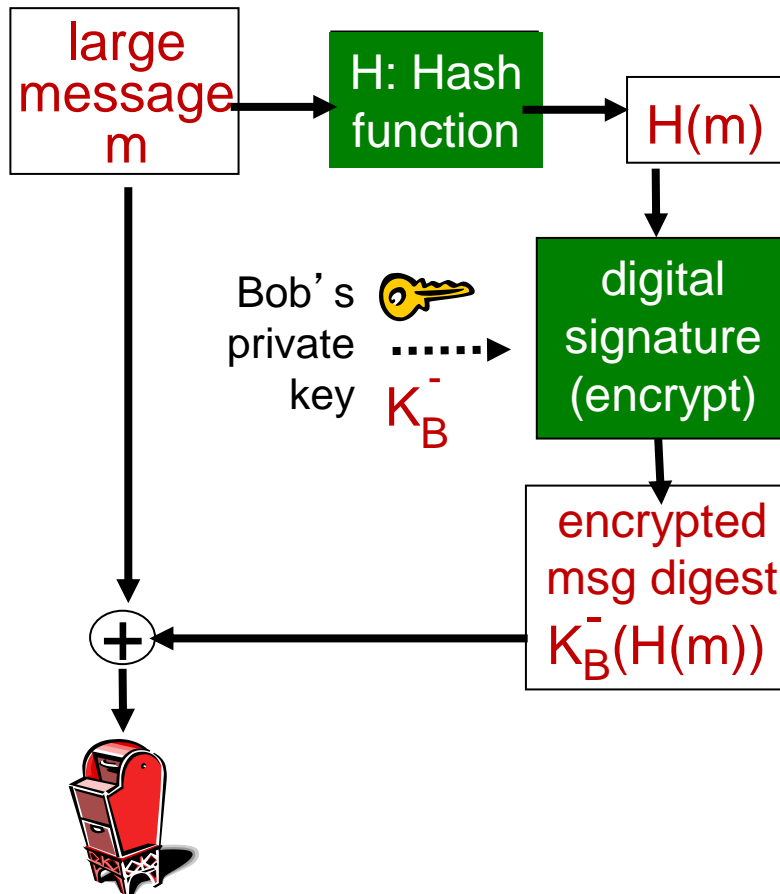 large
message
m
H: Hash
function
H(m)
Bob's
private
key
K_B^-
digital
signature
(encrypt)
encrypted
msg digest
K_B^-(H(m))
+